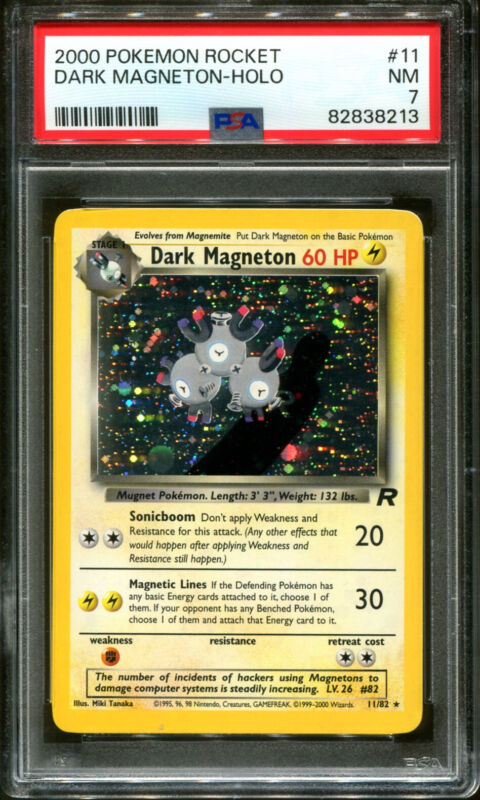 2000 POKEMON ROCKET #11
DARK MAGNETON-HOLO NM
7
PSA 82838213
Evolves from Magnemite Put Dark Magneton on the Basic Pokémon
STAGE 1
Dark Magneton 60 HP
Mugnet Pokémon. Length: 3' 3", Weight: 132 lbs.
R
Sonicboom Don't apply Weakness and
Resistance for this attack. (Any other effects that
would happen after applying Weakness and
Resistance still happen.)
20
Magnetic Lines If the Defending Pokémon has
any basic Energy cards attached to it, choose 1 of
them. If your opponent has any Benched Pokémon,
choose 1 of them and attach that Energy card to it.
30
weakness resistance retreat cost
The number of incidents of hackers using Magnetons to
damage computer systems is steadily increasing. LV. 26 #82
Illus. Miki Tanaka ©1995, 96, 98 Nintendo, Creatures, GAMEFREAK. ©1999-2000 Wizards. 11/82 ★
PSA